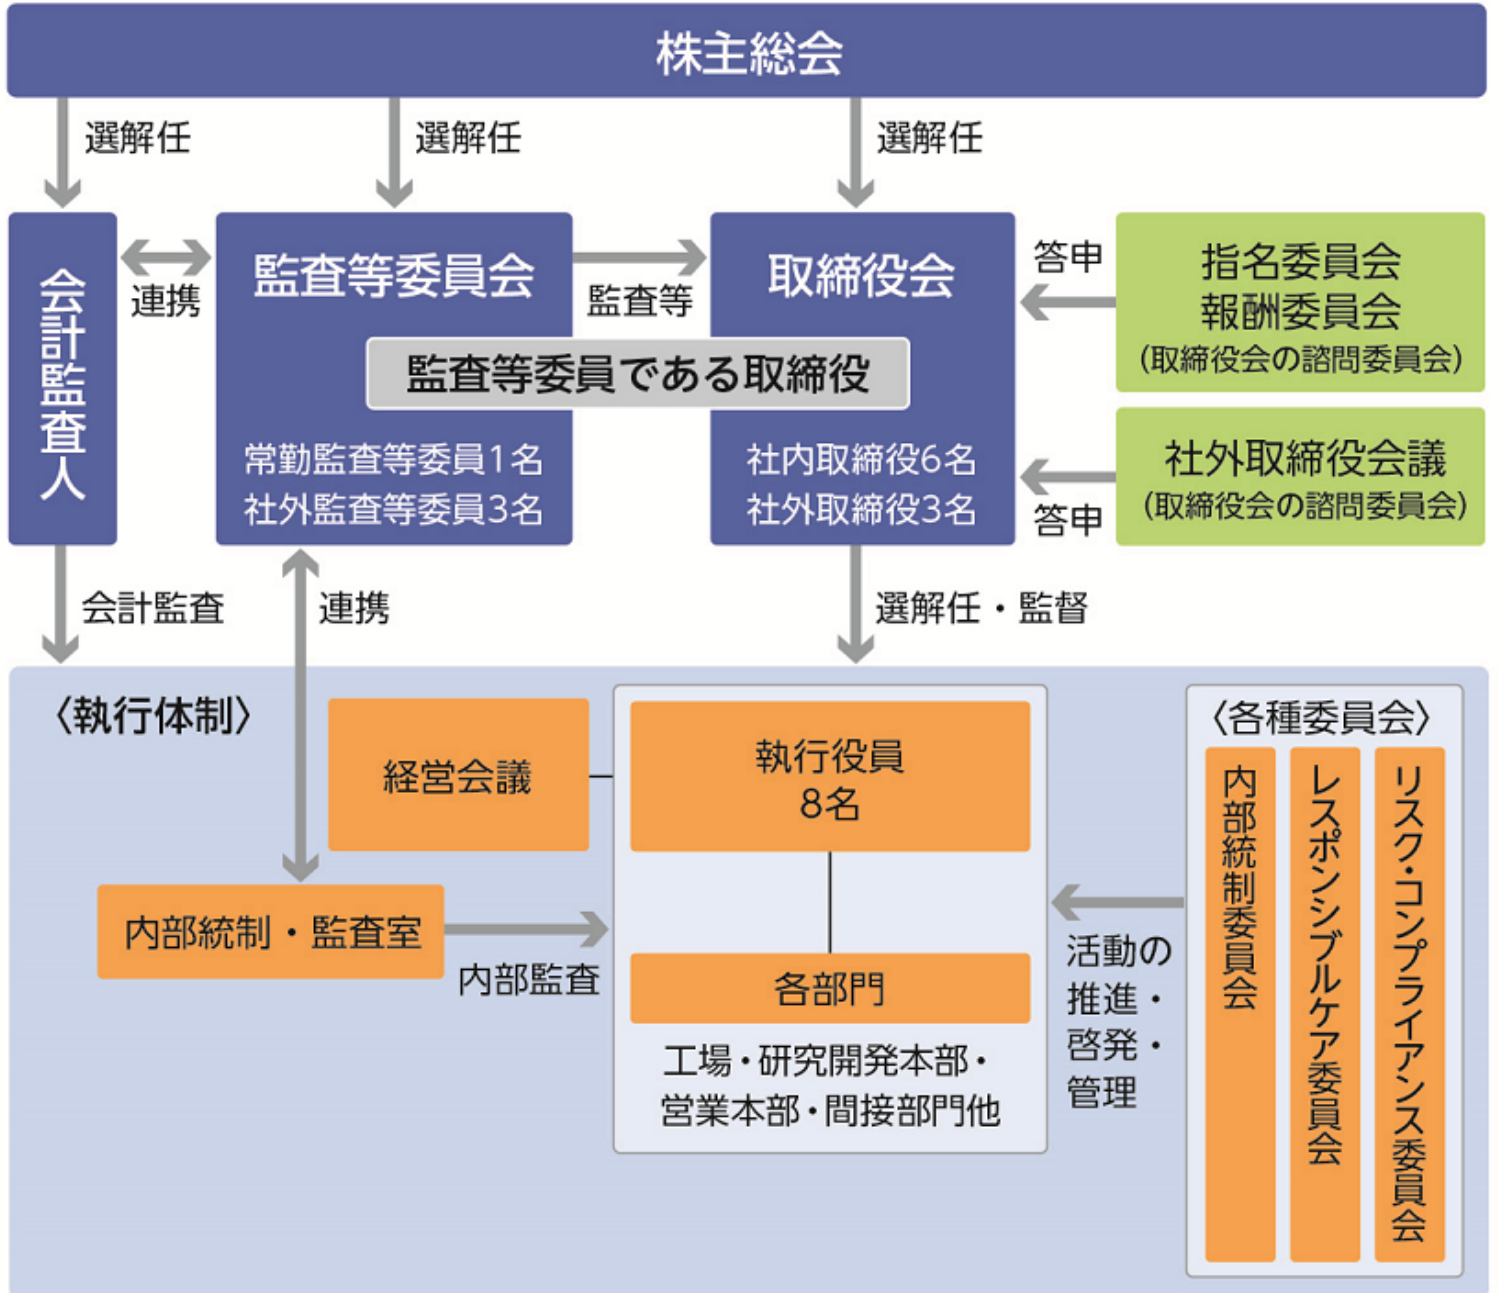 株主総会
選解任
選解任
選解任
会計監査人
連携
監査等委員会
監査等
取締役会
答申
指名委員会
報酬委員会
(取締役会の諮問委員会)
監査等委員である取締役
常勤監査等委員1名
社外監査等委員3名
社内取締役6名
社外取締役3名
答申
社外取締役会議
(取締役会の諮問委員会)
会計監査
連携
選解任・監督
〈執行体制〉
経営会議
執行役員
8名
内部統制・監査室
内部監査
各部門
工場・研究開発本部・
営業本部・間接部門他
活動の
推進・
啓発・
管理
〈各種委員会〉
内部統制委員会
レスポンシブルケア委員会
リスク・コンプライアンス委員会